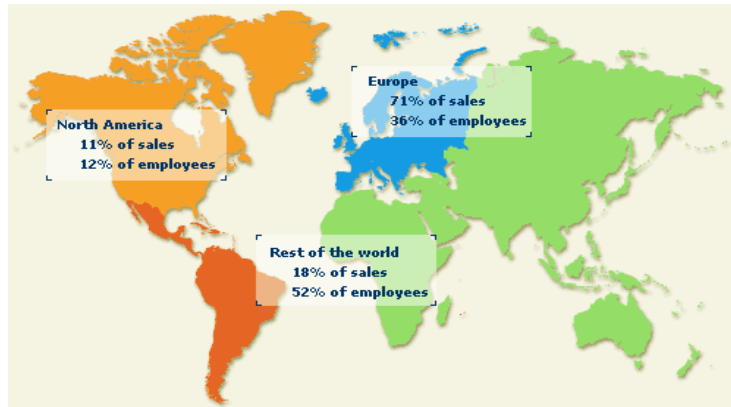 Europe
71% of sales
36% of employees
North America
11% of sales
12% of employees
Rest of the world
18% of sales
52% of employees